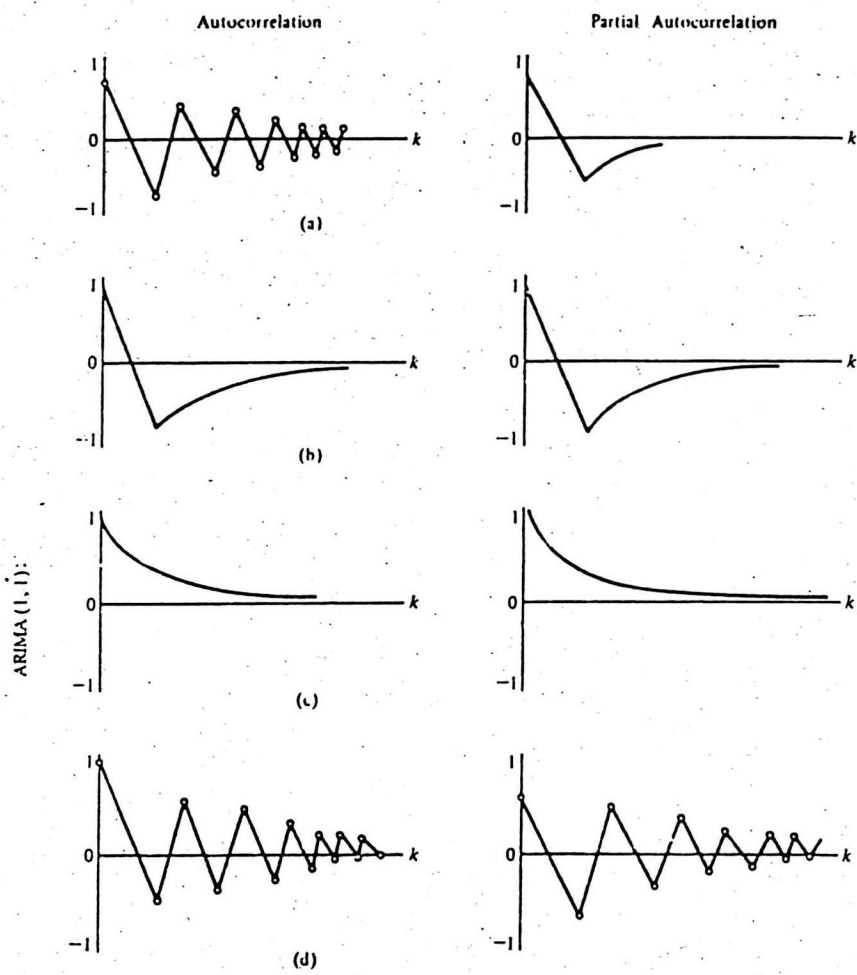 Autocorrelation Partial Autocorrelation
1 1
0 k 0 k
−1 −1
(a)
1 1
0 k 0 k
-1 −1
(b)
1 1
0 k 0 k
−1 −1
(c)
ARIMA (1, 1):
1 1
0 k 0 k
−1 −1
(d)